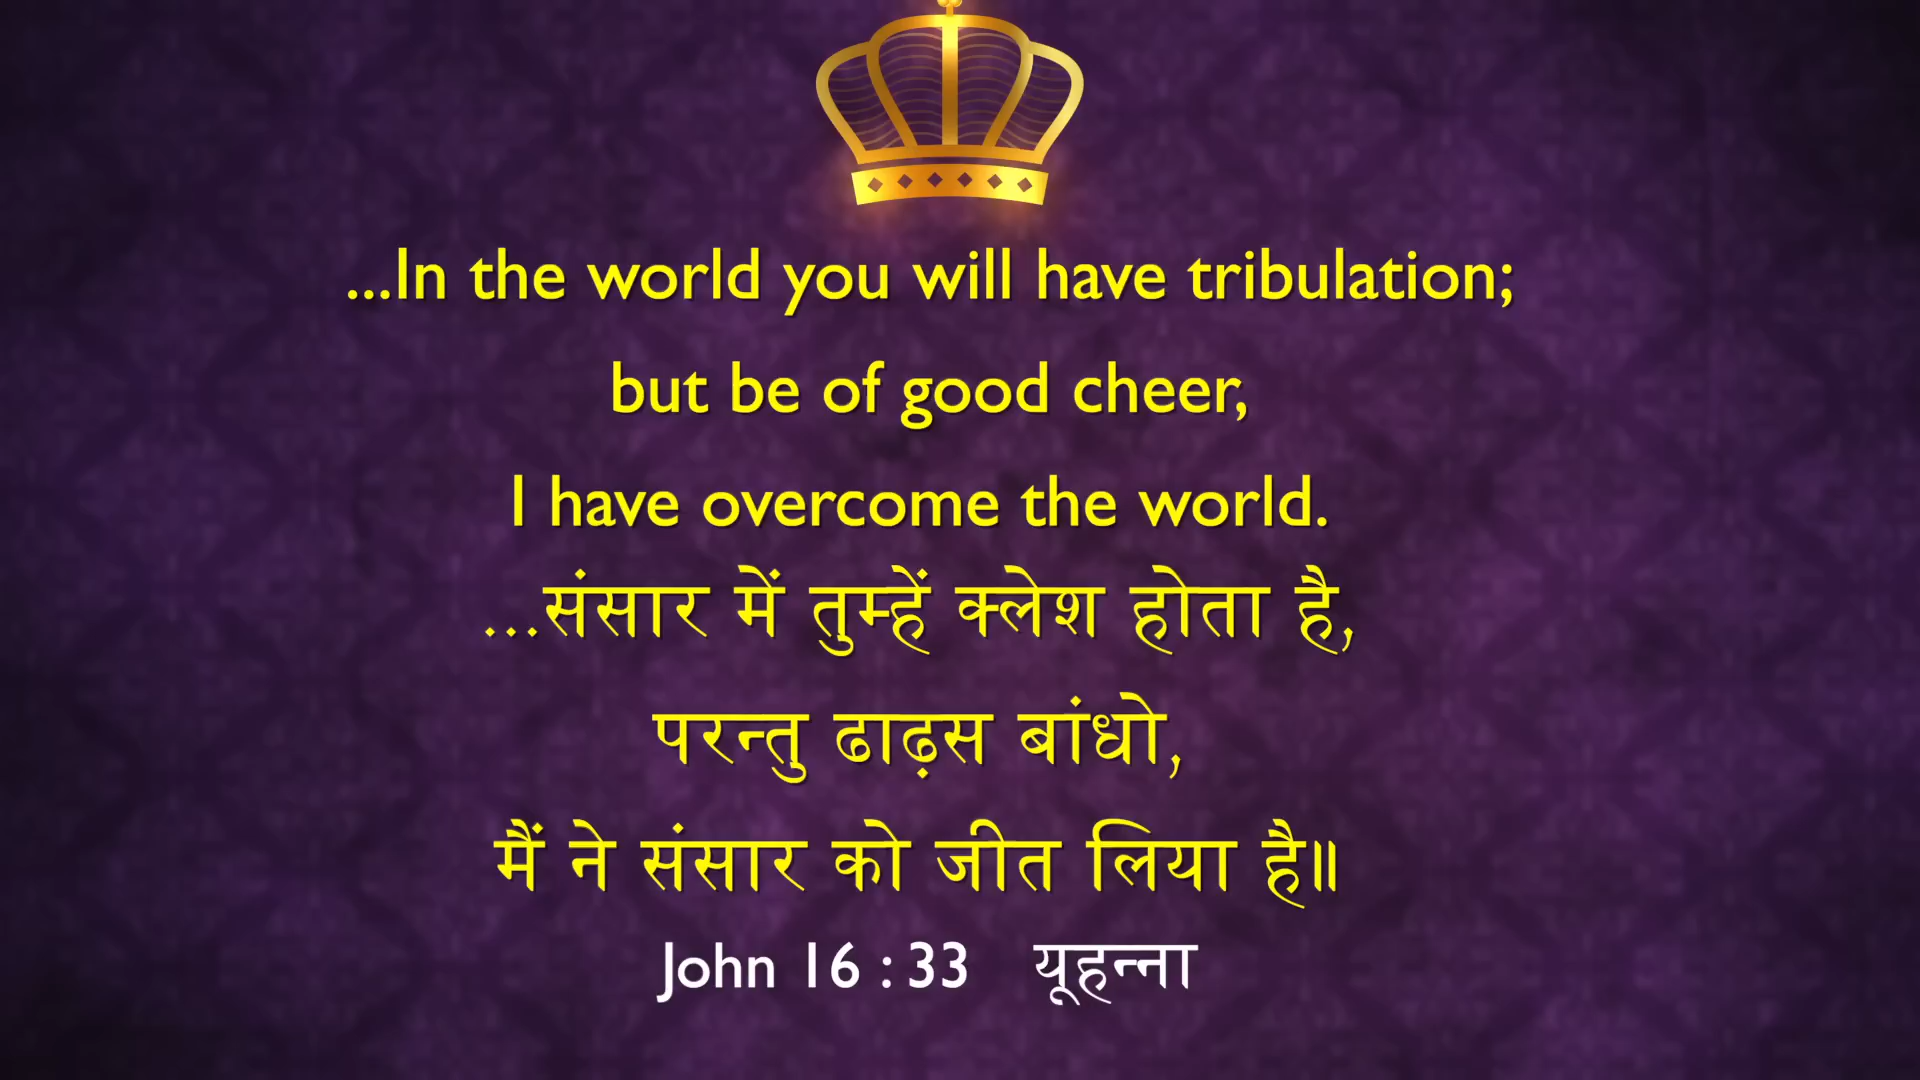 ...In the world you will have tribulation;
but be of good cheer,
I have overcome the world.
...संसार में तुम्हें क्लेश होता है,
परन्तु ढाढ़स बांधो,
मैं ने संसार को जीत लिया है॥
John 16 : 33 यूहन्ना